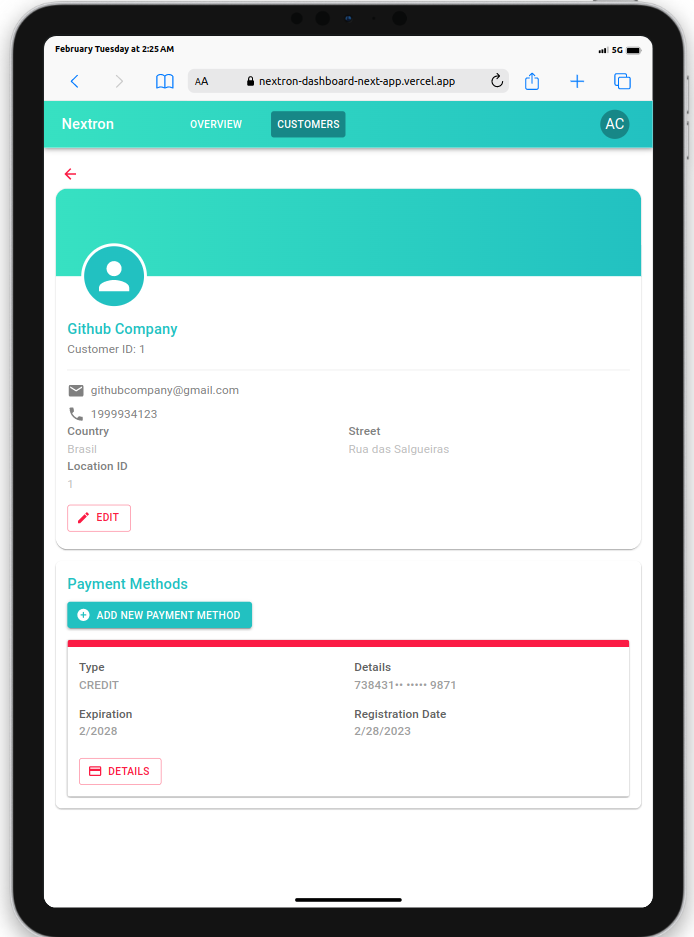 February Tuesday at 2:25 AM
5G
AA
nextron-dashboard-next-app.vercel.app
Nextron
OVERVIEW
CUSTOMERS
AC
Github Company
Customer ID: 1
githubcompany@gmail.com
1999934123
Country
Street
Brasil
Rua das Salgueiras
Location ID
1
EDIT
Payment Methods
ADD NEW PAYMENT METHOD
Type
Details
CREDIT
738431•• ••••• 9871
Expiration
Registration Date
2/2028
2/28/2023
DETAILS